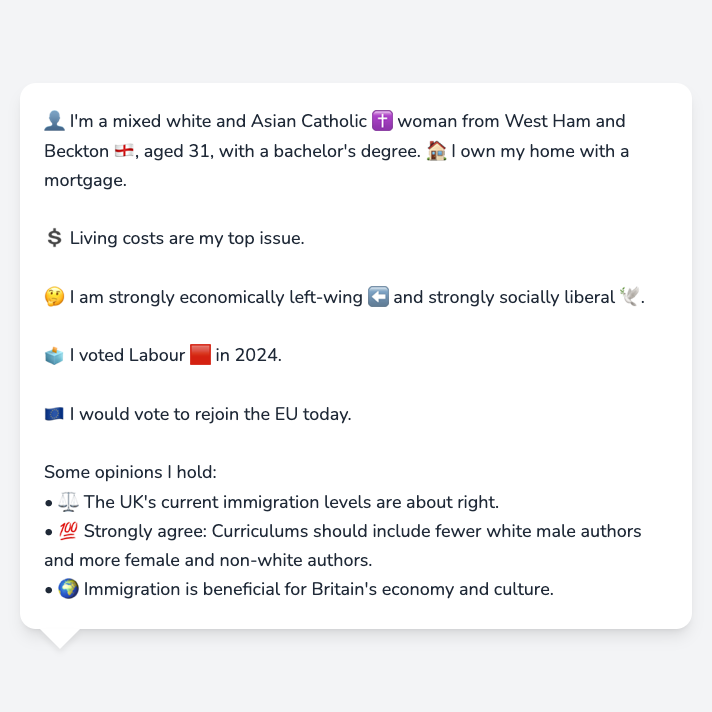 👤 I'm a mixed white and Asian Catholic ✝️ woman from West Ham and
Beckton 🏴󠁧󠁢󠁥󠁮󠁧󠁿, aged 31, with a bachelor's degree. 🏠 I own my home with a
mortgage.
💲 Living costs are my top issue.
🤔 I am strongly economically left-wing ⬅️ and strongly socially liberal 🕊️.
🗳️ I voted Labour 🟥 in 2024.
🇪🇺 I would vote to rejoin the EU today.
Some opinions I hold:
• ⚖️ The UK's current immigration levels are about right.
• 💯 Strongly agree: Curriculums should include fewer white male authors
and more female and non-white authors.
• 🌍 Immigration is beneficial for Britain's economy and culture.